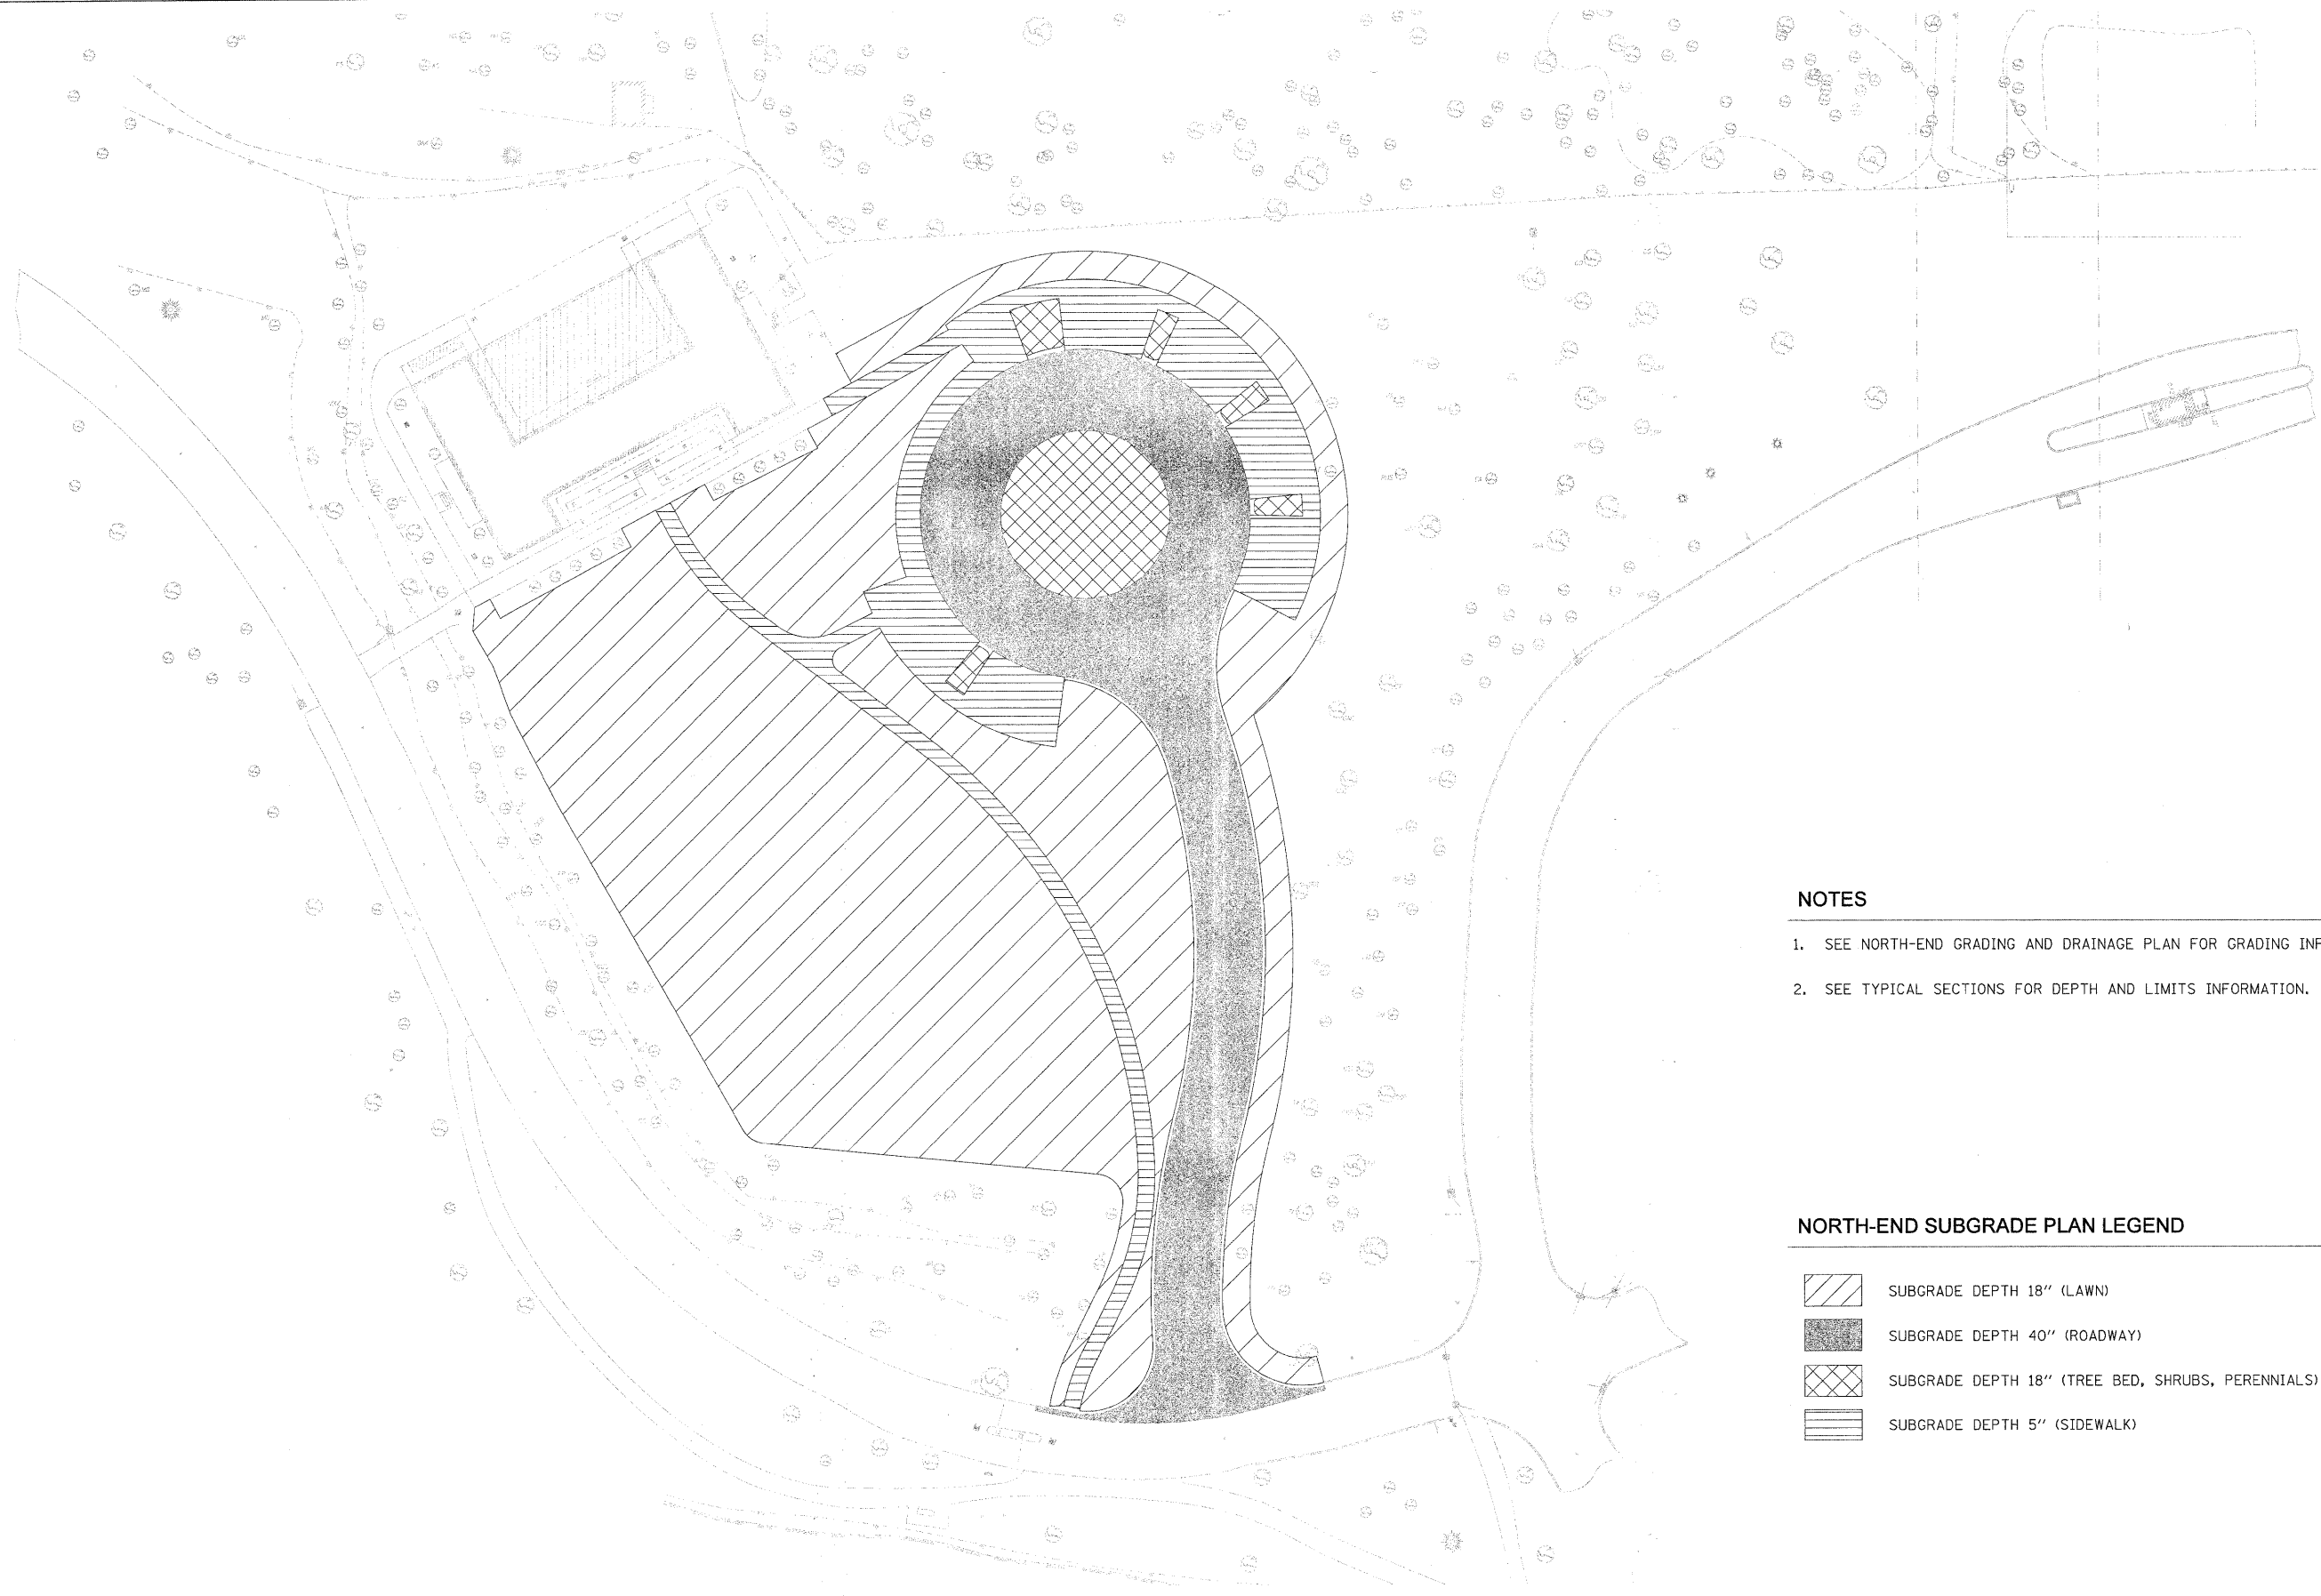 NOTES
1. SEE NORTH-END GRADING AND DRAINAGE PLAN FOR GRADING INF
2. SEE TYPICAL SECTIONS FOR DEPTH AND LIMITS INFORMATION.
NORTH-END SUBGRADE PLAN LEGEND
SUBGRADE DEPTH 18" (LAWN)
SUBGRADE DEPTH 40" (ROADWAY)
SUBGRADE DEPTH 18" (TREE BED, SHRUBS, PERENNIALS)
SUBGRADE DEPTH 5" (SIDEWALK)